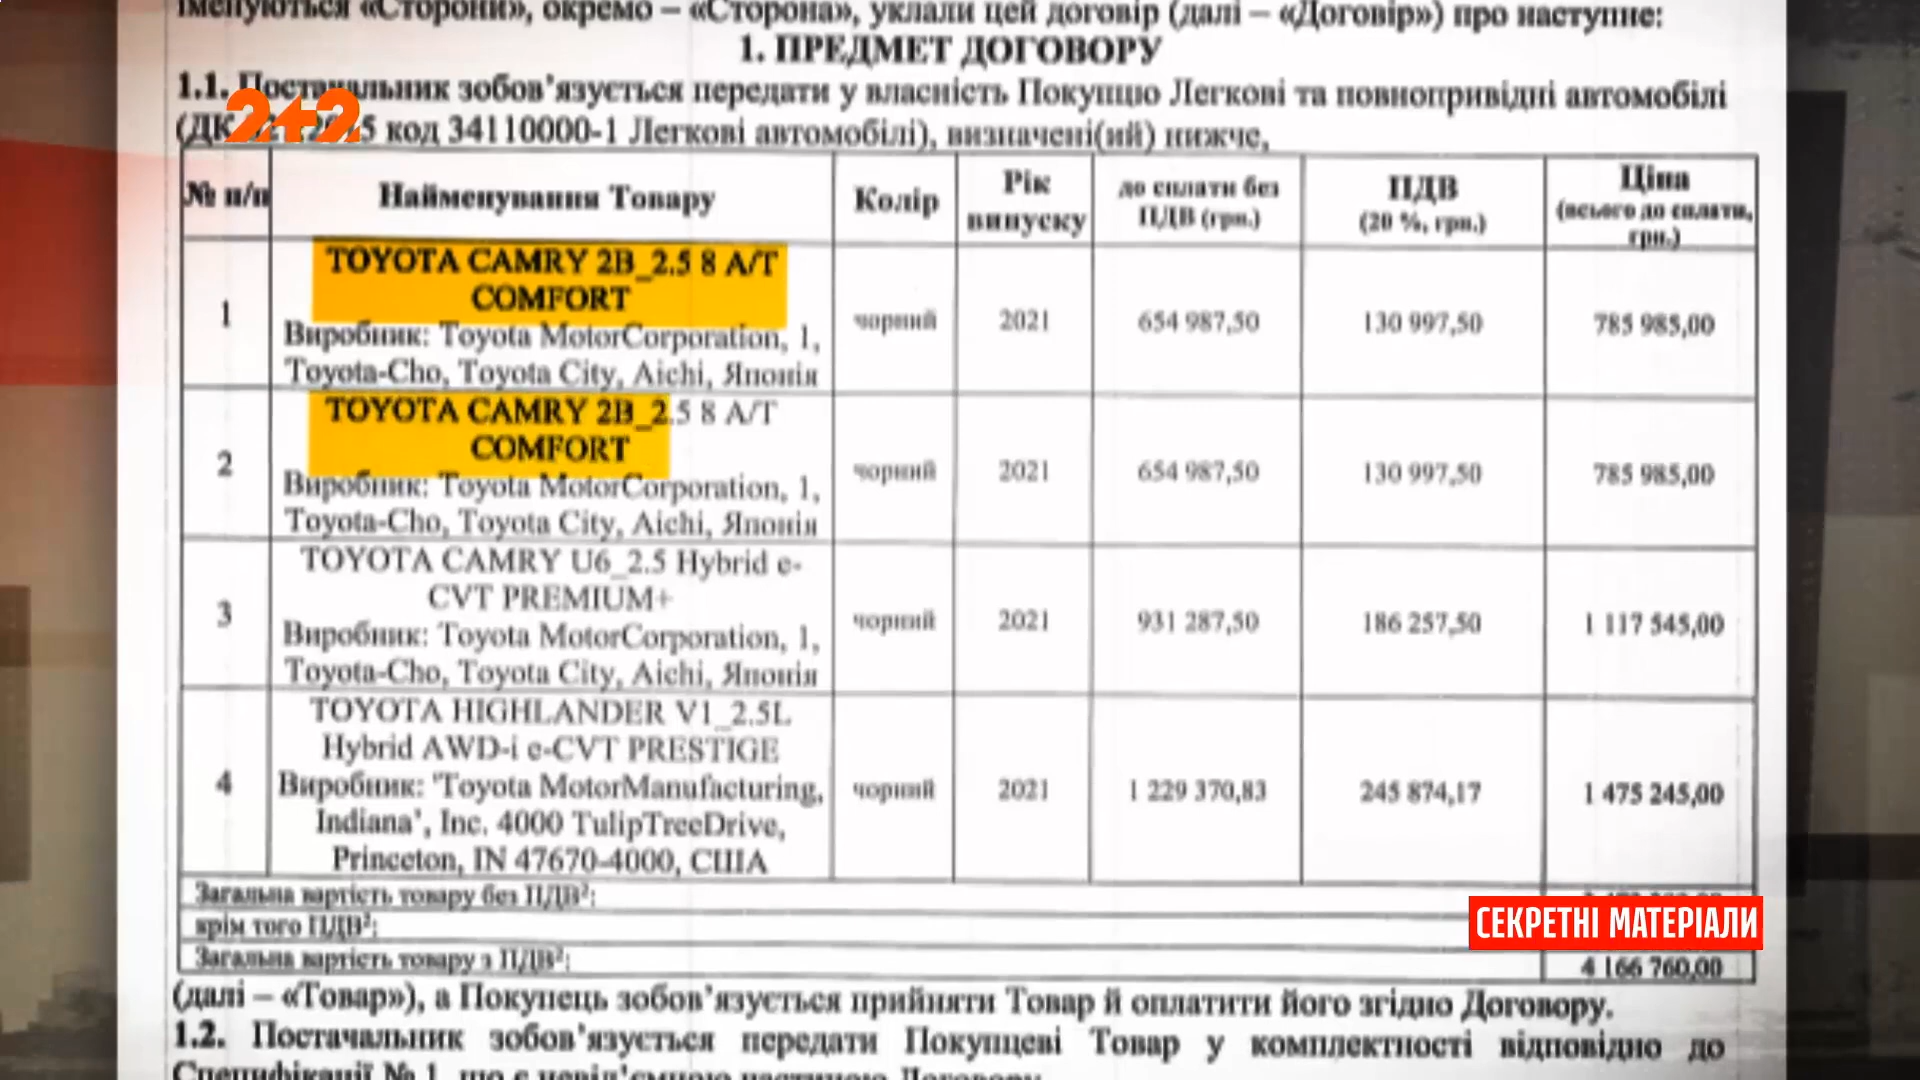 іменуються «Сторони», окремо – «Сторона», уклали цей договір (далі – «Договір») про наступне:
1. ПРЕДМЕТ ДОГОВОРУ
1.1. Постачальник зобов’язується передати у власність Покупцю Легкові та повнопривідні автомобілі
2+2
(ДК код 34110000-1 Легкові автомобілі), визначені(ий) нижче,
№ п/п Найменування Товару Колір Рік випуску до сплати без ПДВ (грн.) ПДВ (20 %, грн.) Ціна (всього до сплати, грн.)
TOYOTA CAMRY 2B_2.5 8 A/T
COMFORT
1 чорний 2021 654 987,50 130 997,50 785 985,00
Виробник: Toyota MotorCorporation, 1,
Toyota-Cho, Toyota City, Aichi, Японія
TOYOTA CAMRY 2B_2.5 8 A/T
COMFORT
2 чорний 2021 654 987,50 130 997,50 785 985,00
Виробник: Toyota MotorCorporation, 1,
Toyota-Cho, Toyota City, Aichi, Японія
TOYOTA CAMRY U6_2.5 Hybrid e-
CVT PREMIUM+
3 чорний 2021 931 287,50 186 257,50 1 117 545,00
Виробник: Toyota MotorCorporation, 1,
Toyota-Cho, Toyota City, Aichi, Японія
TOYOTA HIGHLANDER V1_2.5L
Hybrid AWD-i e-CVT PRESTIGE
4 чорний 2021 1 229 370,83 245 874,17 1 475 245,00
Виробник: 'Toyota MotorManufacturing,
Indiana', Inc. 4000 TulipTreeDrive,
Princeton, IN 47670-4000, США
Загальна вартість товару без ПДВ²:
крім того ПДВ²:
СЕКРЕТНІ МАТЕРІАЛИ
Загальна вартість товару з ПДВ²: 4 166 760,00
(далі – «Товар»), а Покупець зобов’язується прийняти Товар й оплатити його згідно Договору.
1.2. Постачальник зобов’язується передати Покупцеві Товар у комплектності відповідно до
Специфікації № 1, що є невід’ємною частиною Договору.